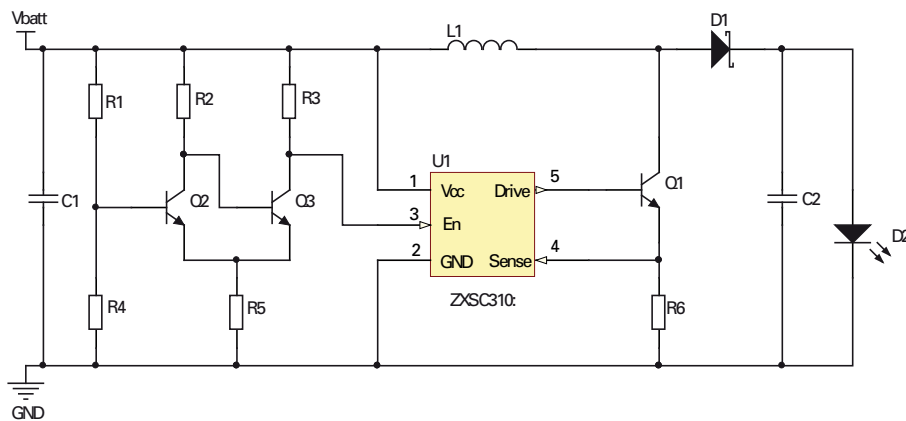 Vbatt
L1
D1
R1
R2
R3
U1
1
Vcc
Drive
5
Q1
C1
Q2
Q3
3
En
C2
D2
2
GND
Sense
4
R4
R5
ZXSC310:
R6
GND